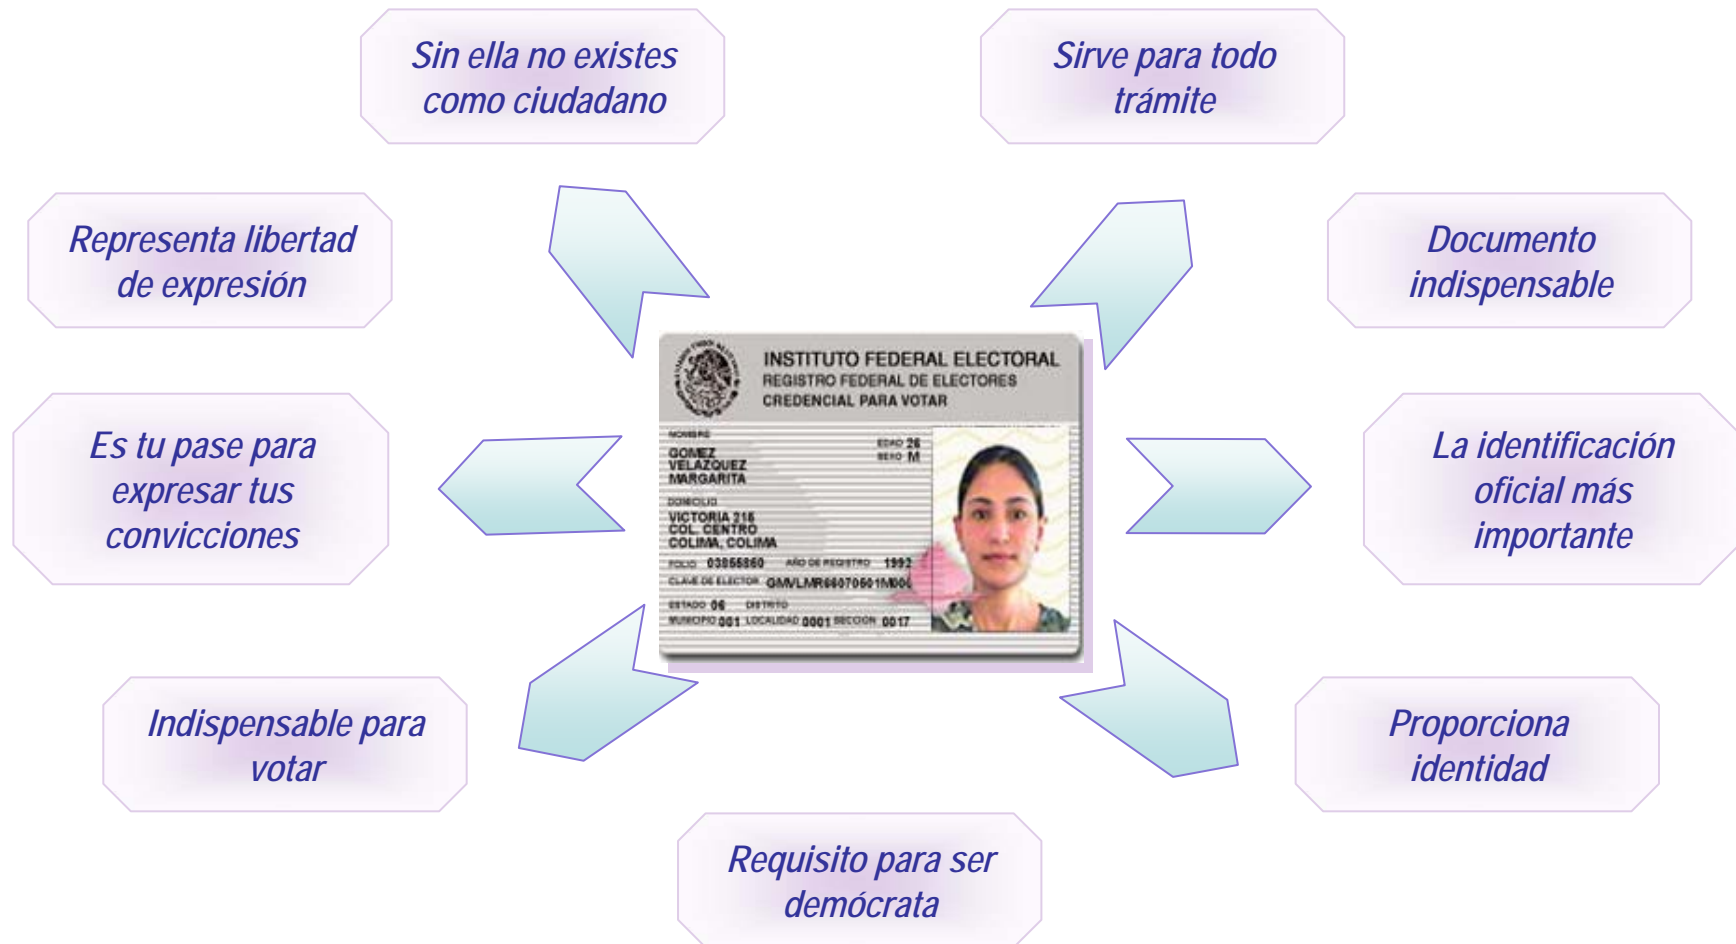 Sin ella no existes
como ciudadano
Sirve para todo
trámite
Representa libertad
de expresión
Documento
indispensable
Es tu pase para
expresar tus
convicciones
INSTITUTO FEDERAL ELECTORAL
REGISTRO FEDERAL DE ELECTORES
CREDENCIAL PARA VOTAR
NOMBRE
EDAD 26
GOMEZ
SEXO M
VELAZQUEZ
MARGARITA
DOMICILIO
VICTORIA 216
COL. CENTRO
COLIMA, COLIMA
FOLIO 03855860 AÑO DE REGISTRO 1992
CLAVE DE ELECTOR
ESTADO 06 DISTRITO
MUNICIPIO 001 LOCALIDAD 0001 SECCIÓN 0017
La identificación
oficial más
importante
Indispensable para
votar
Proporciona
identidad
Requisito para ser
demócrata